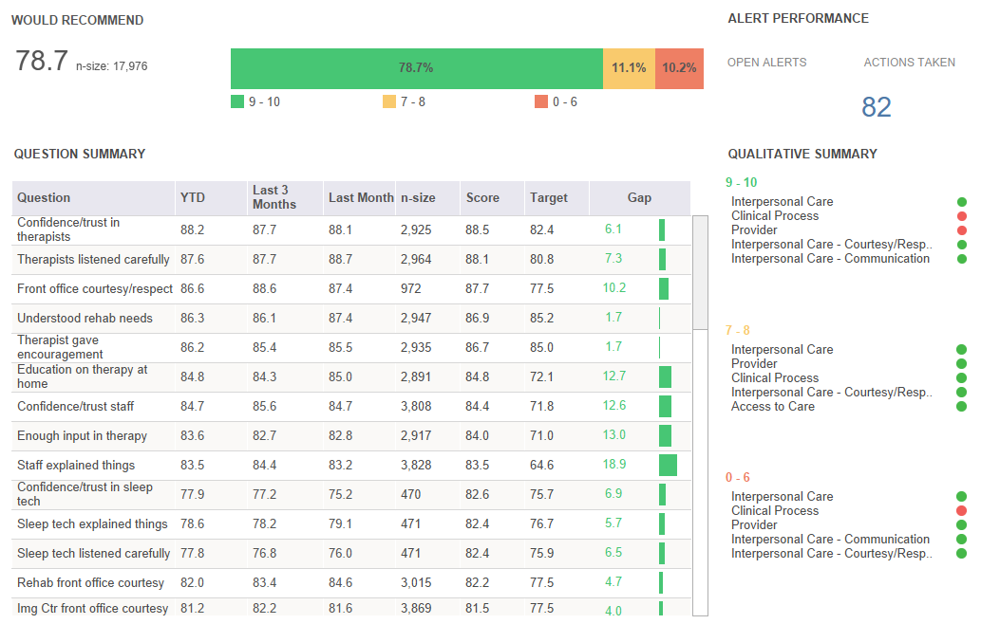 WOULD RECOMMEND
78.7 n-size: 17,976
78.7% 11.1% 10.2%
9 - 10 7 - 8 0 - 6
ALERT PERFORMANCE
OPEN ALERTS ACTIONS TAKEN
82
QUESTION SUMMARY
Question YTD Last 3 Months Last Month n-size Score Target Gap
Confidence/trust in therapists 88.2 87.7 88.1 2,925 88.5 82.4 6.1
Therapists listened carefully 87.6 87.7 88.7 2,964 88.1 80.8 7.3
Front office courtesy/respect 86.6 88.6 87.4 972 87.7 77.5 10.2
Understood rehab needs 86.3 86.1 87.4 2,947 86.9 85.2 1.7
Therapist gave encouragement 86.2 85.4 85.5 2,935 86.7 85.0 1.7
Education on therapy at home 84.8 84.3 85.0 2,891 84.8 72.1 12.7
Confidence/trust staff 84.7 85.6 84.7 3,808 84.4 71.8 12.6
Enough input in therapy 83.6 82.7 82.8 2,917 84.0 71.0 13.0
Staff explained things 83.5 84.4 83.2 3,828 83.5 64.6 18.9
Confidence/trust in sleep tech 77.9 77.2 75.2 470 82.6 75.7 6.9
Sleep tech explained things 78.6 78.2 79.1 471 82.4 76.7 5.7
Sleep tech listened carefully 77.8 76.8 76.0 471 82.4 75.9 6.5
Rehab front office courtesy 82.0 83.4 84.6 3,015 82.2 77.5 4.7
Img Ctr front office courtesy 81.2 82.2 81.6 3,869 81.5 77.5 4.0
QUALITATIVE SUMMARY
9 - 10
Interpersonal Care
Clinical Process
Provider
Interpersonal Care - Courtesy/Resp..
Interpersonal Care - Communication
7 - 8
Interpersonal Care
Provider
Clinical Process
Interpersonal Care - Courtesy/Resp..
Access to Care
0 - 6
Interpersonal Care
Clinical Process
Provider
Interpersonal Care - Communication
Interpersonal Care - Courtesy/Resp..